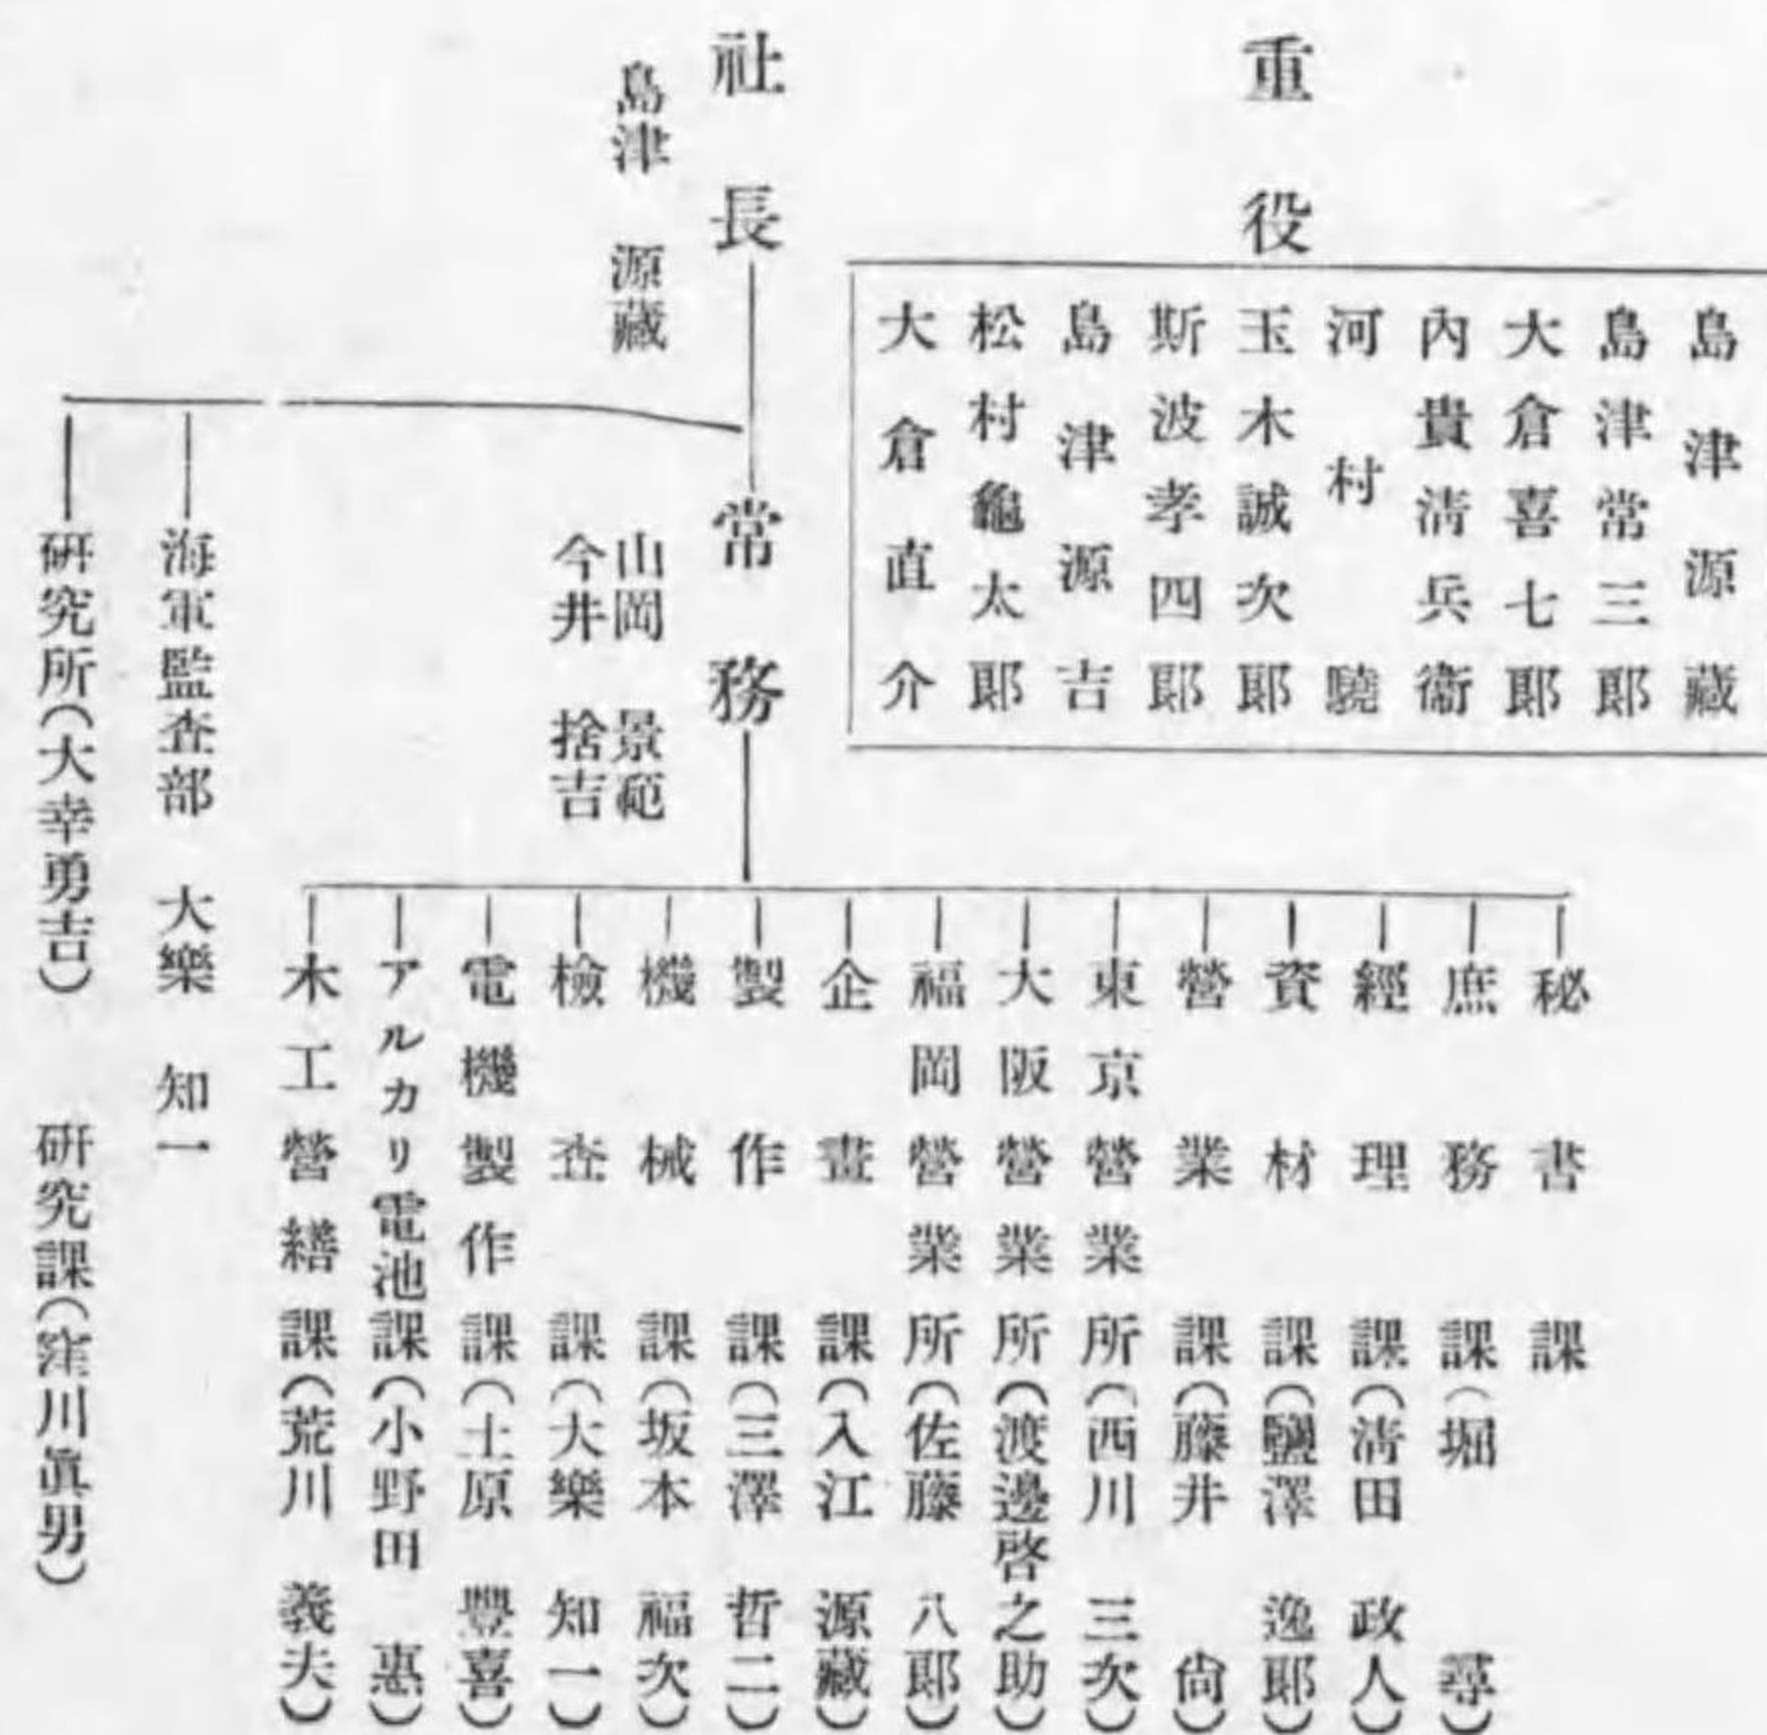 重役
島津源藏
島津常三郎
大倉喜七郎
內貴淸兵衞
河村驍
玉木誠次郎
斯波孝四郎
島津源吉
松村龜太郎
大倉直介
社長
島津 源藏
常務
山岡 景範
今井 捨吉
秘書課
庶務課(堀 尋)
經理課(淸田 政人)
資材課(鹽澤 逸郎)
營業課(藤井 尙)
東京營業所(西川 三次)
大阪營業所(渡邊啓之助)
福岡營業所(佐藤 八郎)
企畫課(入江 源藏)
製作課(三澤 哲二)
機械課(坂本 福次)
檢查課(大樂 知一)
電機製作課(土原 豐喜)
アルカリ電池課(小野田 惠)
木工營繕課(荒川 義夫)
海軍監査部 大樂 知一
硏究所(大幸勇吉) 硏究課(窪川眞男)